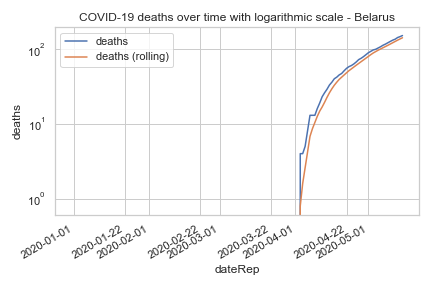 COVID-19 deaths over time with logarithmic scale - Belarus
deaths
deaths (rolling)
10²
10¹
10⁰
deaths
2020-01-01
2020-01-22
2020-02-01
2020-02-22
2020-03-01
2020-03-22
2020-04-01
2020-04-22
2020-05-01
dateRep